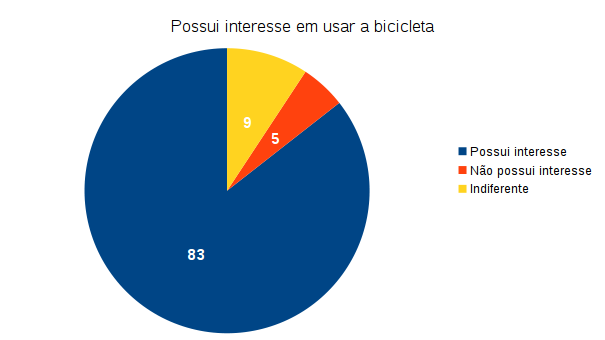 Possui interesse em usar a bicicleta
9
5
83
Possui interesse
Não possui interesse
Indiferente